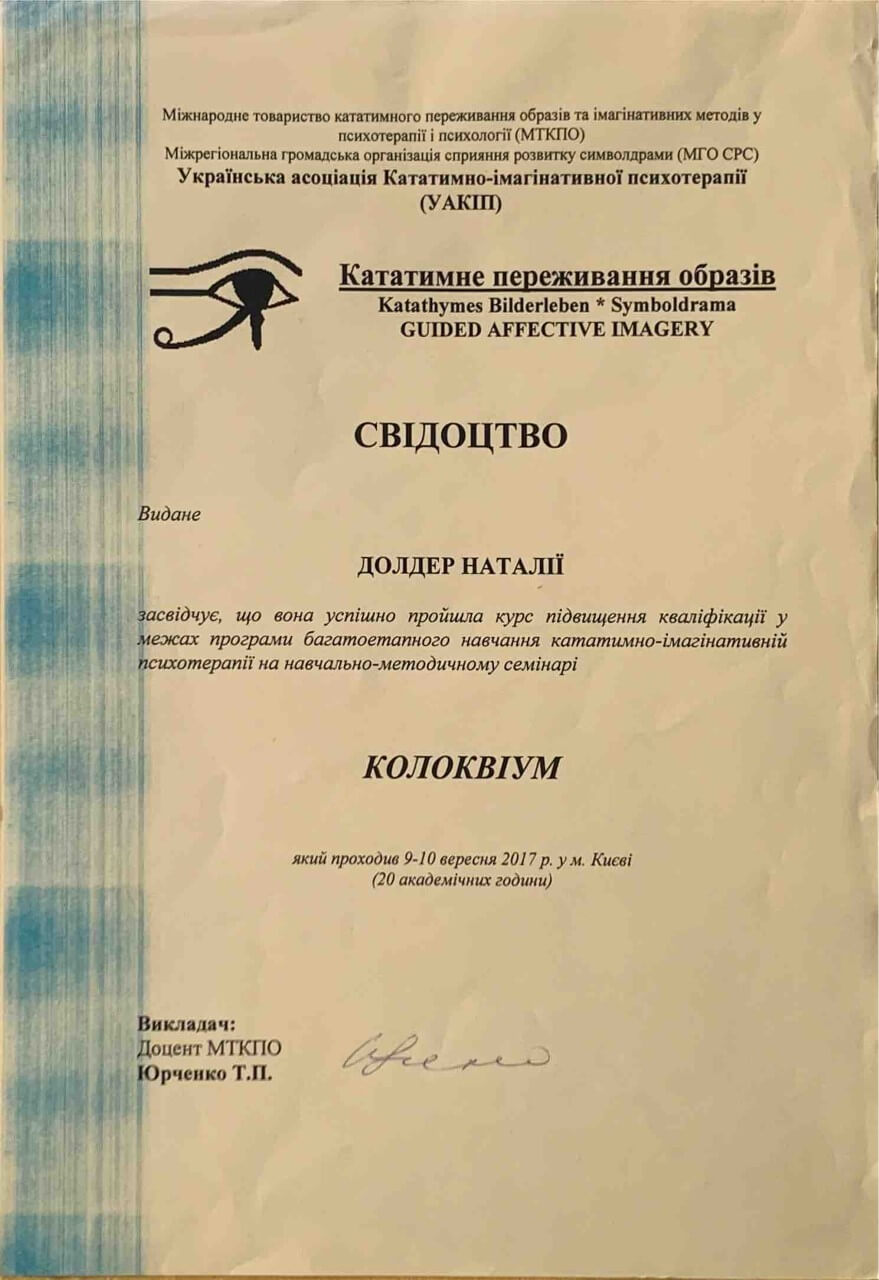 Міжнародне товариство кататимного переживання образів та імагінативних методів у
психотерапії і психології (МТКПО)
Міжрегіональна громадська організація сприяння розвитку символдрами (МГО СРС)
Українська асоціація Кататимно-імагінативної психотерапії
(УАКІП)
Кататимне переживання образів
Katathymes Bilderleben * Symboldrama
GUIDED AFFECTIVE IMAGERY
СВІДОЦТВО
Видане
ДОЛДЕР НАТАЛІЇ
засвідчує, що вона успішно пройшла курс підвищення кваліфікації у
межах програми багатоетапного навчання кататимно-імагінативній
психотерапії на навчально-методичному семінарі
КОЛОКВІУМ
який проходив 9-10 вересня 2017 р. у м. Києві
(20 академічних години)
Викладач:
Доцент МТКПО
Юрченко Т.П.